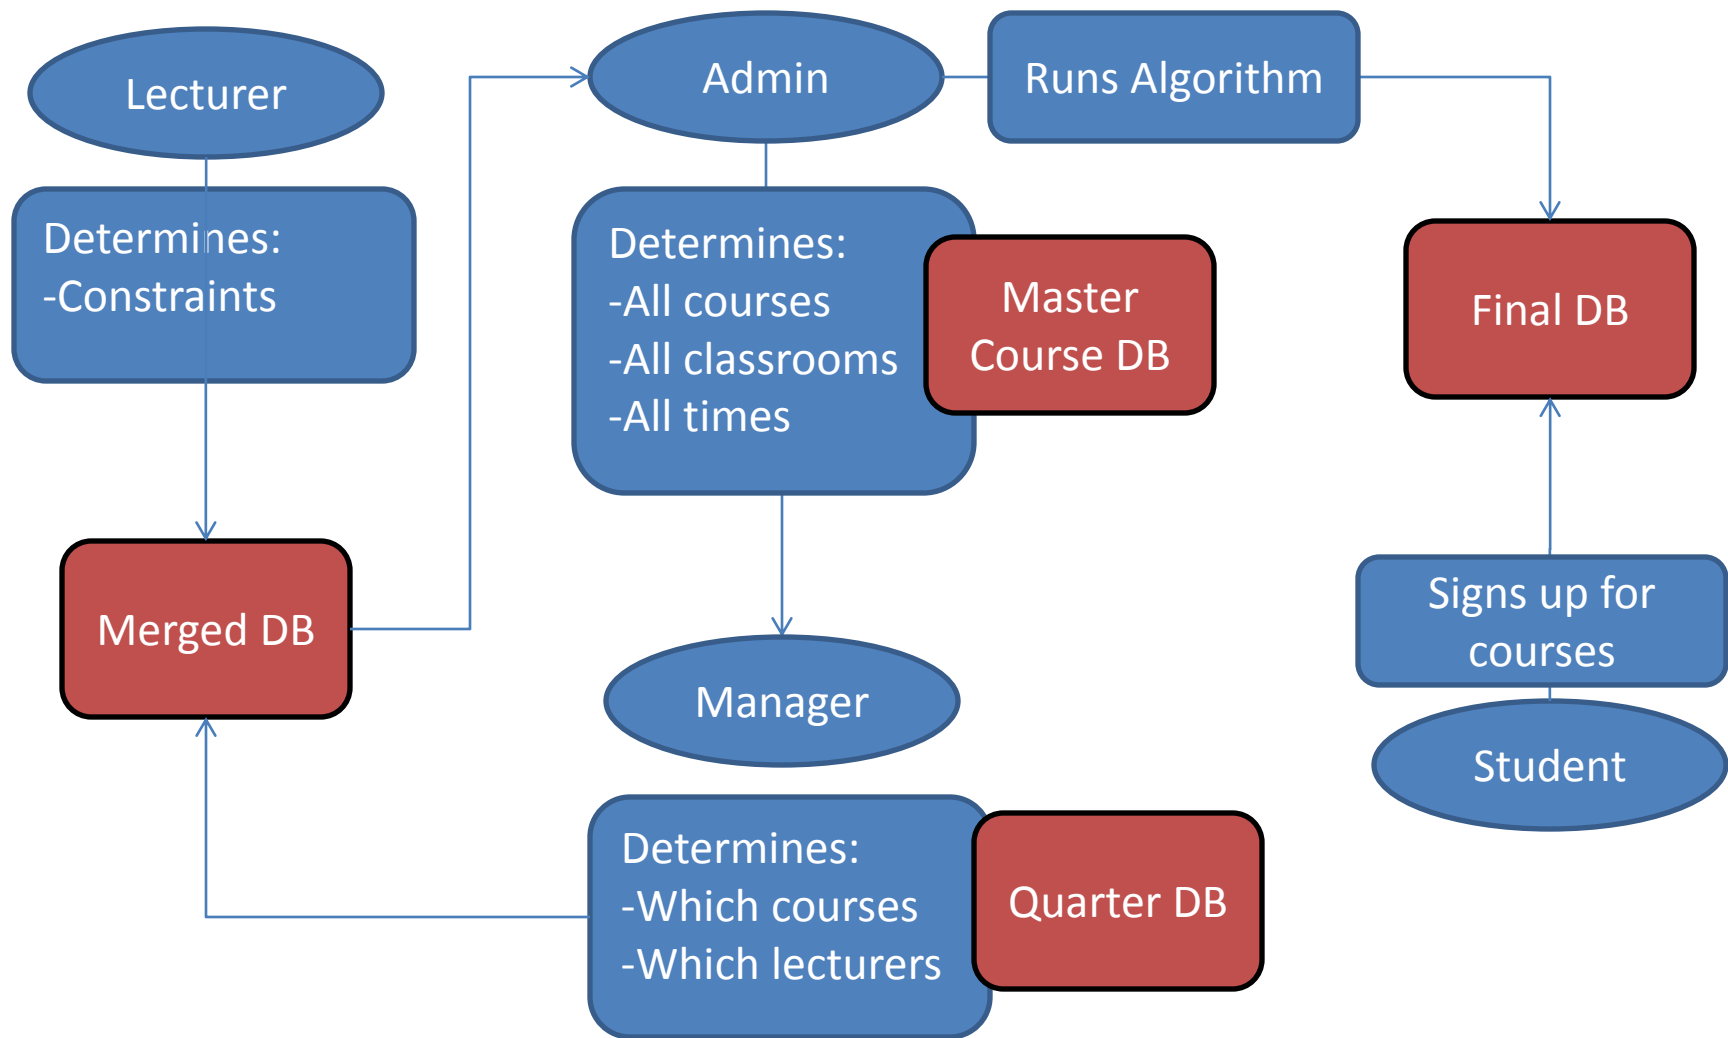 Lecturer
Determines:
-Constraints
Merged DB
Admin
Runs Algorithm
Determines:
-All courses
-All classrooms
-All times
Master
Course DB
Manager
Determines:
-Which courses
-Which lecturers
Quarter DB
Final DB
Signs up for
courses
Student